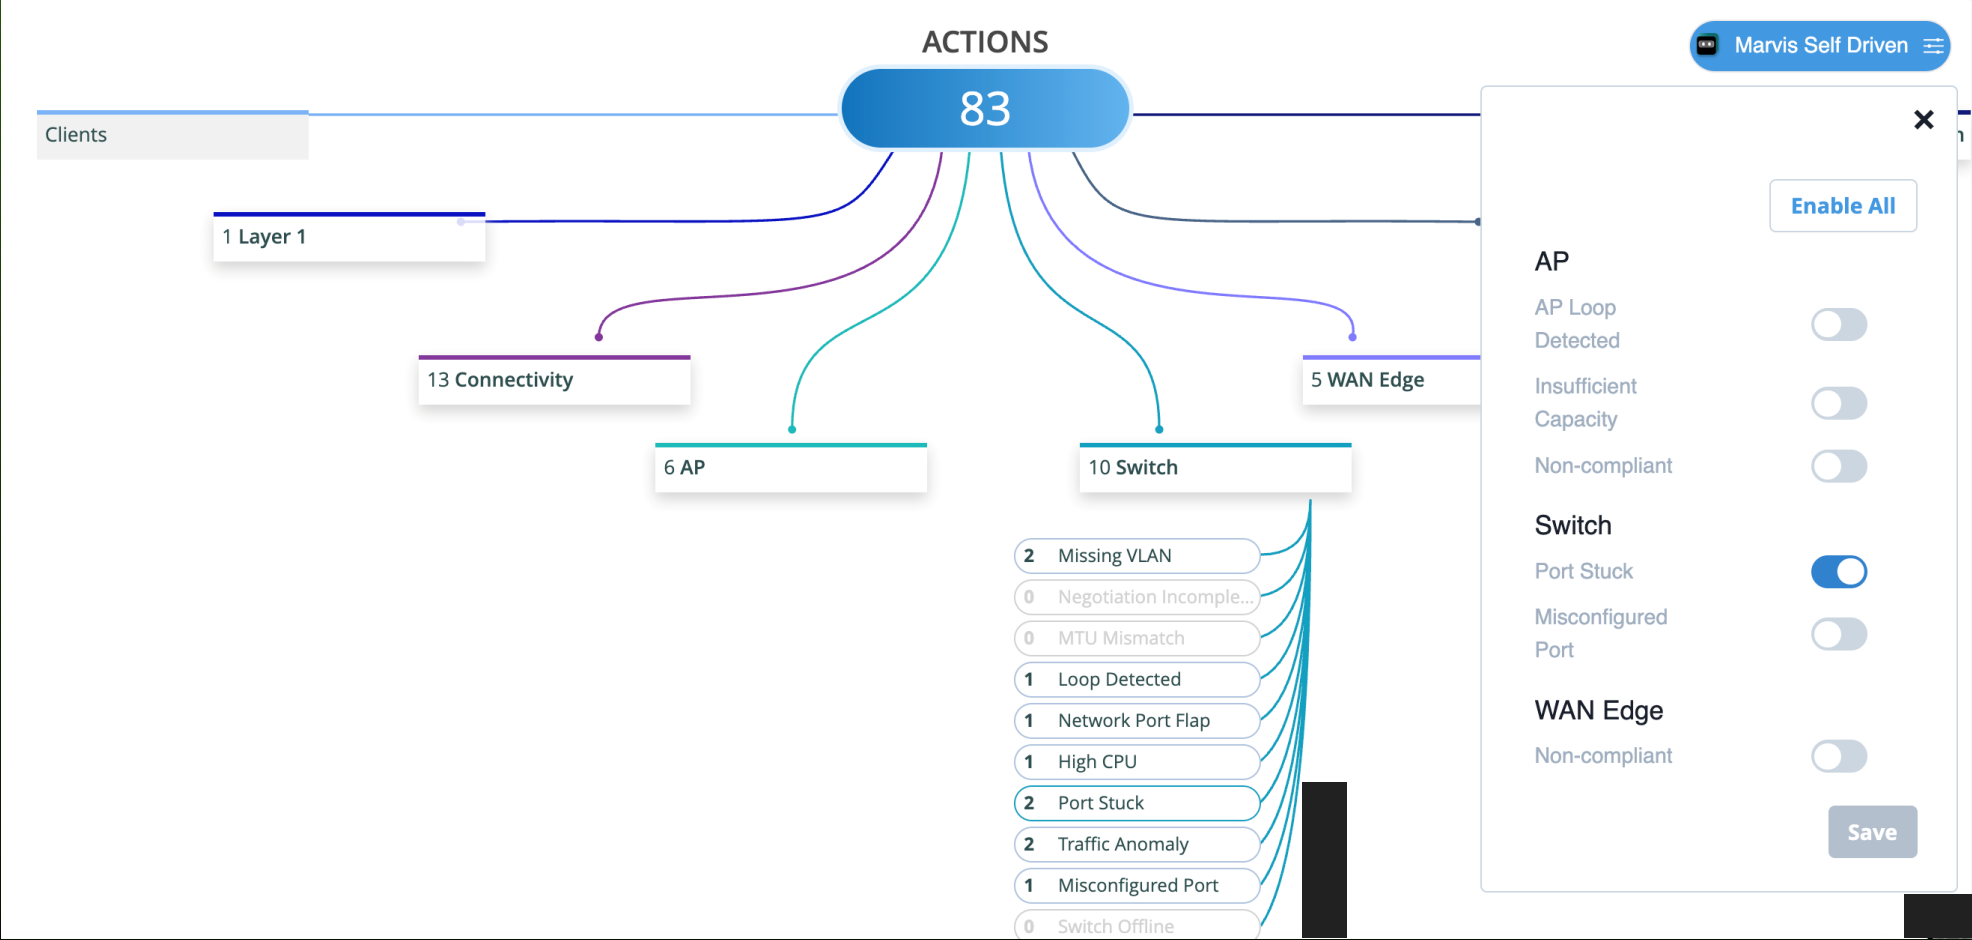 ACTIONS
83
Marvis Self Driven
Clients
1 Layer 1
13 Connectivity
6 AP
10 Switch
5 WAN Edge
2 Missing VLAN
0 Negotiation Incomple...
0 MTU Mismatch
1 Loop Detected
1 Network Port Flap
1 High CPU
2 Port Stuck
2 Traffic Anomaly
1 Misconfigured Port
0 Switch Offline
Enable All
AP
AP Loop
Detected
Insufficient
Capacity
Non-compliant
Switch
Port Stuck
Misconfigured
Port
WAN Edge
Non-compliant
Save